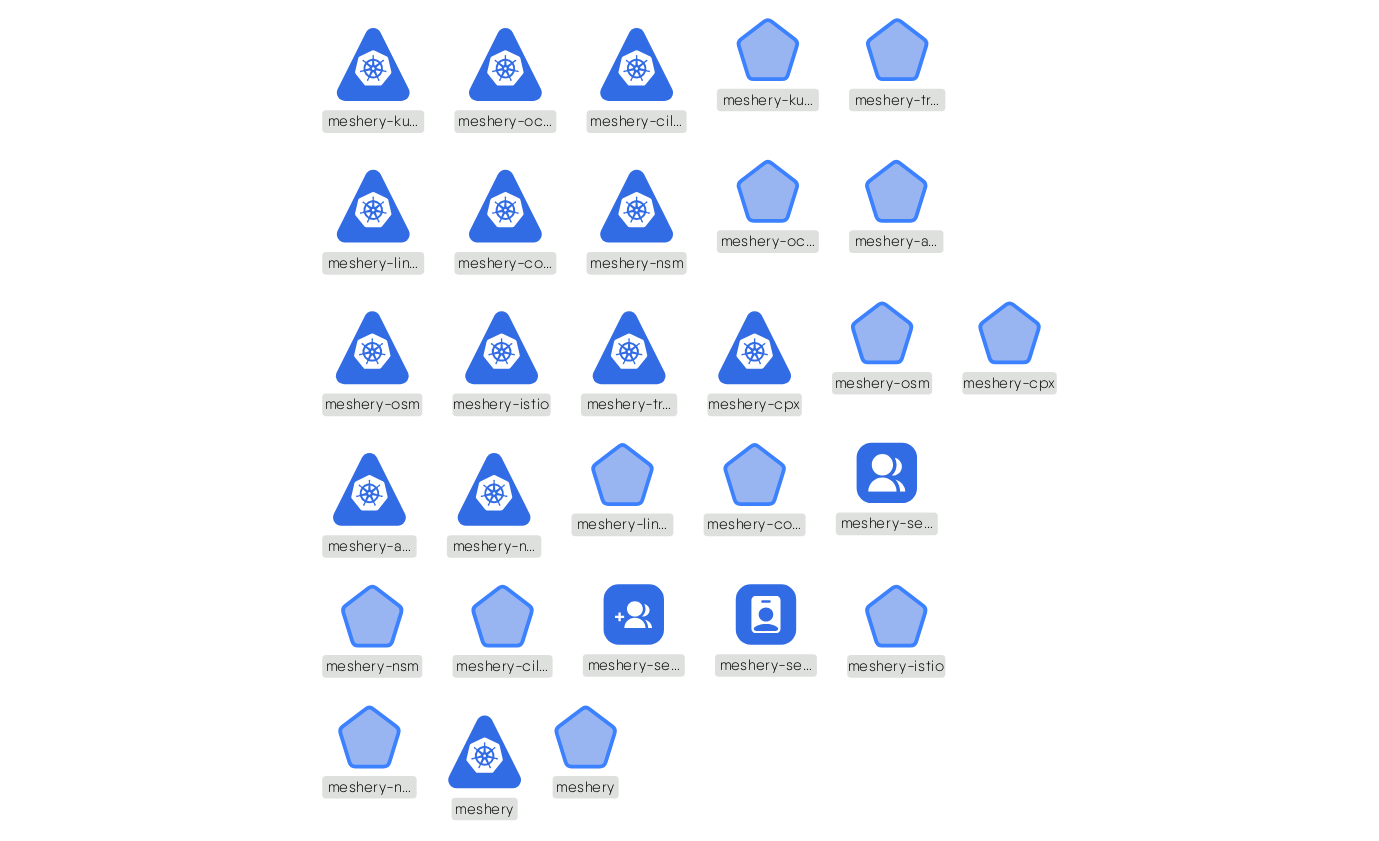 meshery-ku...
meshery-oc...
meshery-cil...
meshery-ku...
meshery-tr...
meshery-lin...
meshery-co...
meshery-nsm
meshery-oc...
meshery-a...
meshery-osm
meshery-istio
meshery-tr...
meshery-cpx
meshery-osm
meshery-cpx
meshery-a...
meshery-n...
meshery-lin...
meshery-co...
meshery-se...
meshery-nsm
meshery-cil...
meshery-se...
meshery-se...
meshery-istio
meshery-n...
meshery
meshery